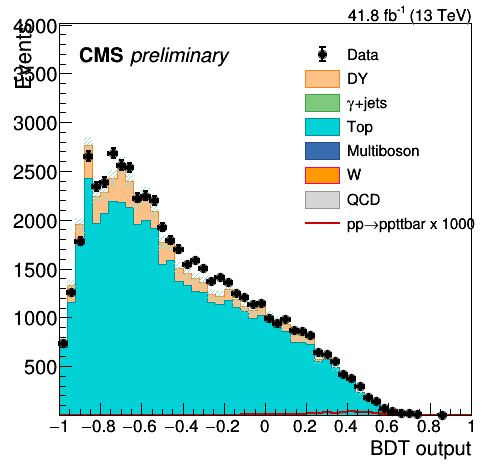 41.8 fb⁻¹ (13 TeV)
Events
CMS preliminary
Data
DY
γ+jets
Top
Multiboson
W
QCD
pp→ppttbar x 1000
4000
3500
3000
2500
2000
1500
1000
500
−1 −0.8 −0.6 −0.4 −0.2 0 0.2 0.4 0.6 0.8 1
BDT output